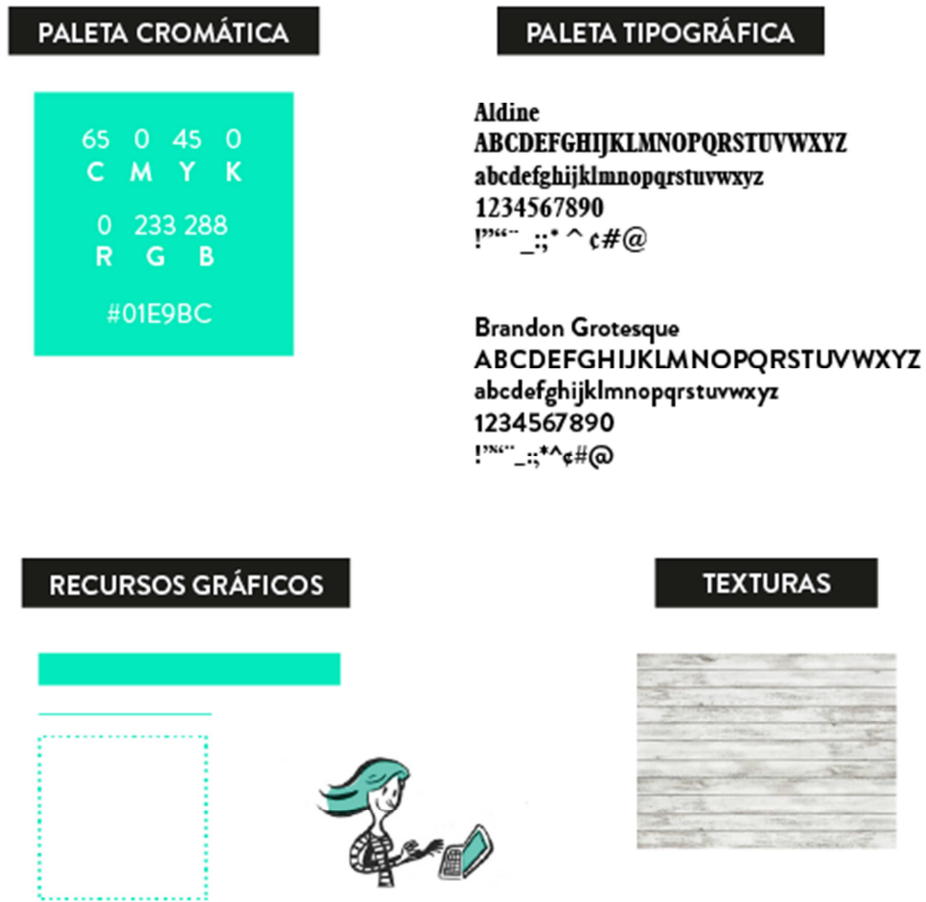 PALETA CROMÁTICA
65 0 45 0
C M Y K
0 233 288
R G B
#01E9BC
PALETA TIPOGRÁFICA
Aldine
ABCDEFGHIJKLMNOPQRSTUVWXYZ
abcdefghijklmnopqrstuvwxyz
1234567890
!”“¨_:;*^¢#@
Brandon Grotesque
ABCDEFGHIJKLMNOPQRSTUVWXYZ
abcdefghijklmnopqrstuvwxyz
1234567890
!”“¨_:;*^¢#@
RECURSOS GRÁFICOS
TEXTURAS